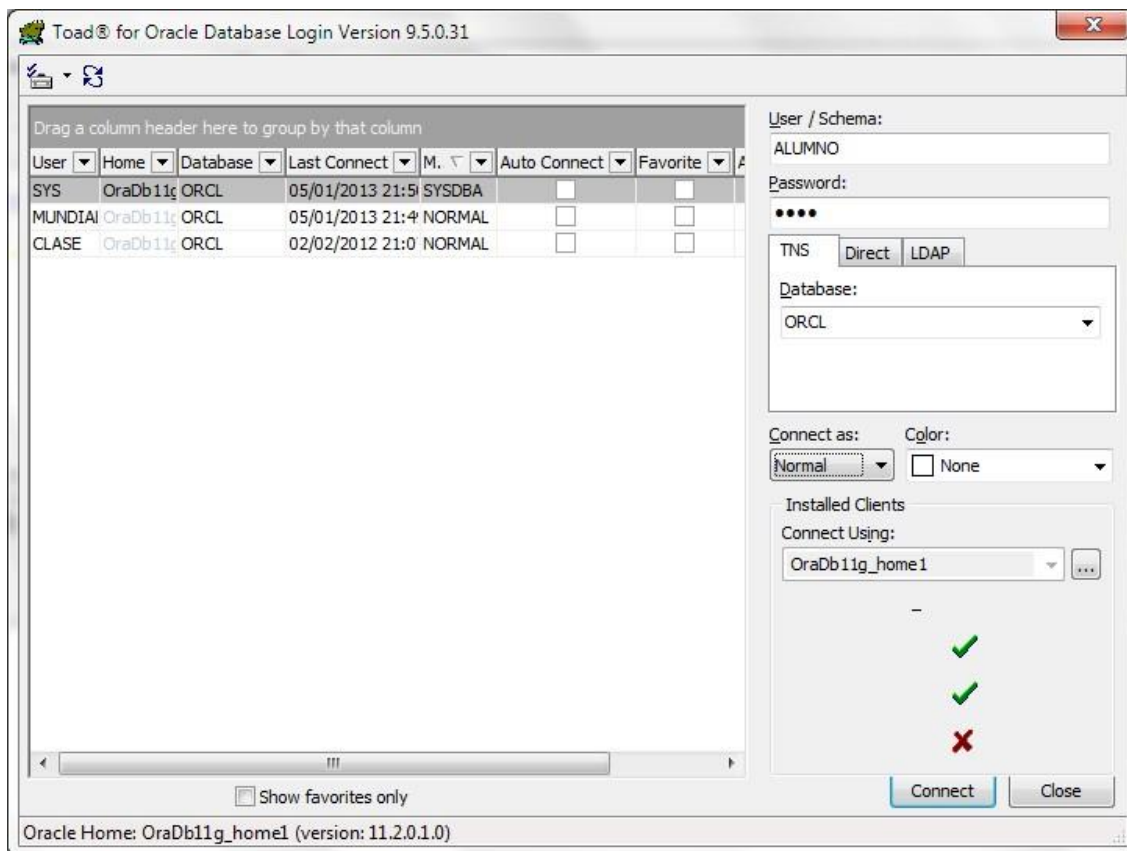 Toad® for Oracle Database Login Version 9.5.0.31
Drag a column header here to group by that column
User Home Database Last Connect M. Auto Connect Favorite A
SYS OraDb11g ORCL 05/01/2013 21:5 SYSDBA
MUNDIAL OraDb11g ORCL 05/01/2013 21:4 NORMAL
CLASE OraDb11g ORCL 02/02/2012 21:0 NORMAL
Show favorites only
User / Schema:
ALUMNO
Password:
••••
TNS Direct LDAP
Database:
ORCL
Connect as: Color:
Normal None
Installed Clients
Connect Using:
OraDb11g_home1 ...
Connect Close
Oracle Home: OraDb11g_home1 (version: 11.2.0.1.0)